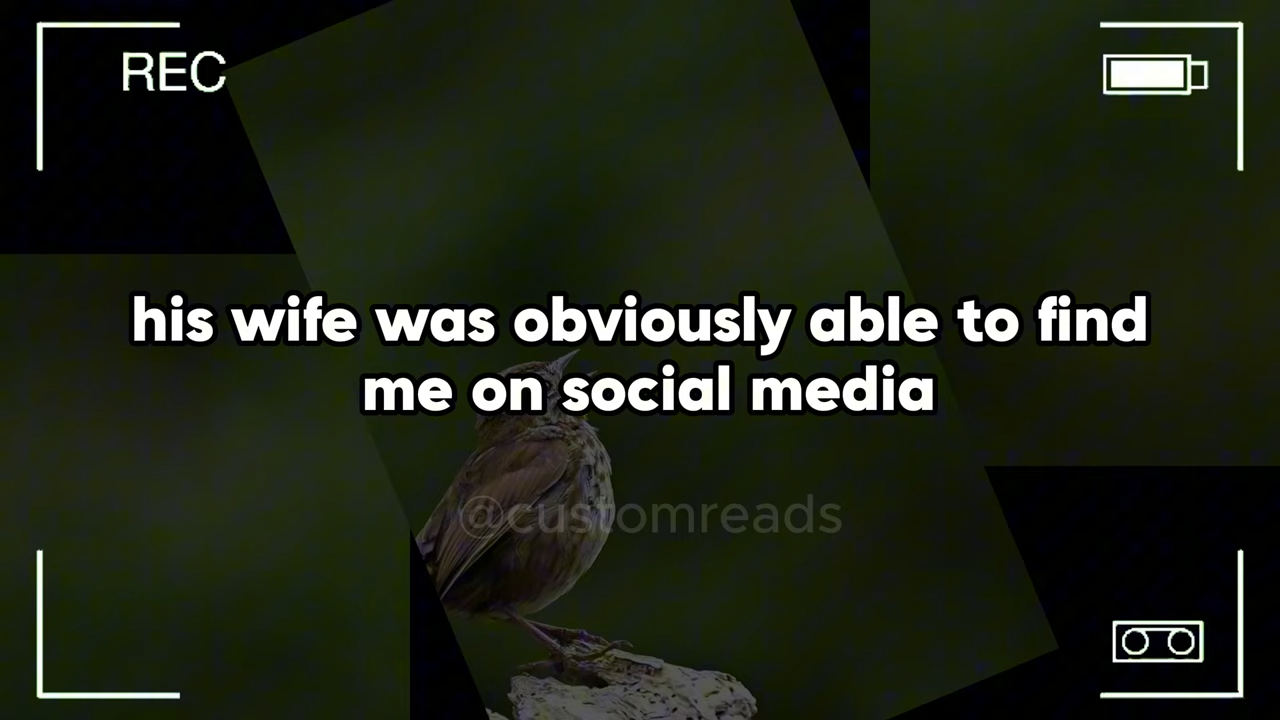 REC
his wife was obviously able to find
me on social media
@customreads